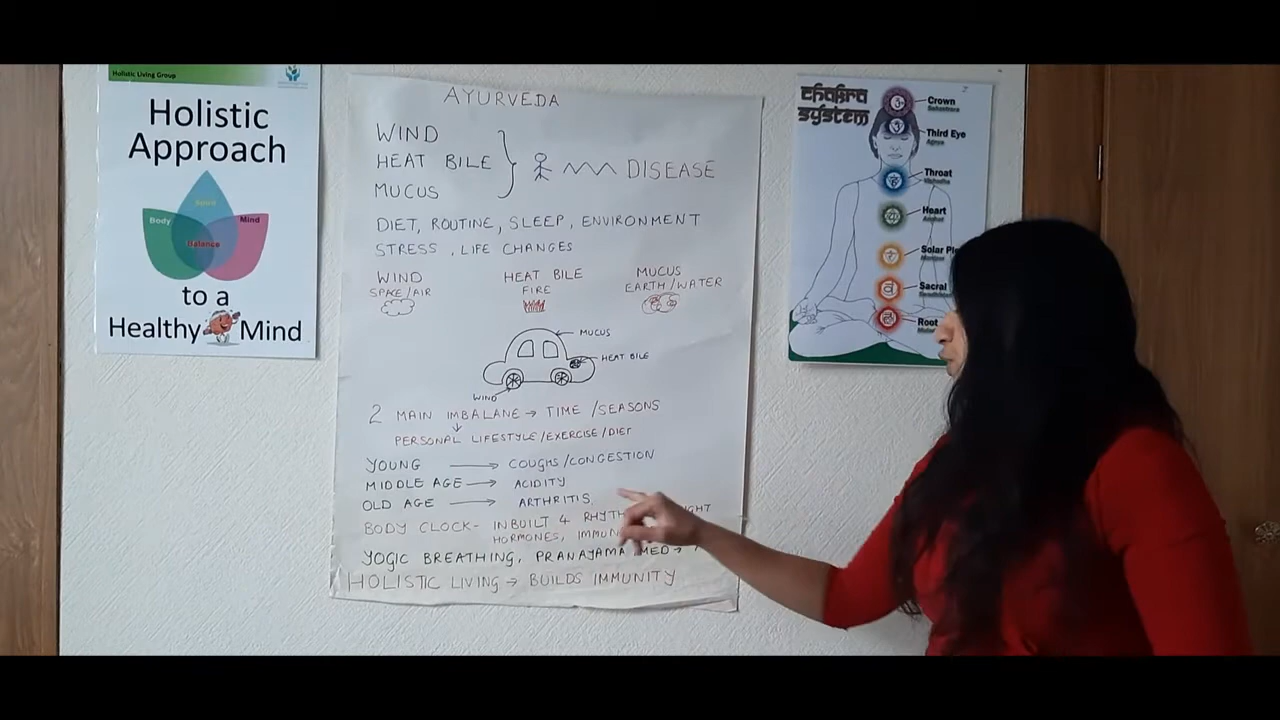 Holistic Living Group
Holistic
Approach
Spirit
Body
Mind
Balance
to a
Healthy Mind
AYURVEDA
WIND
HEAT BILE
MUCUS
DISEASE
DIET, ROUTINE, SLEEP, ENVIRONMENT
STRESS, LIFE CHANGES
WIND
SPAKE/AIR
HEAT BILE
FIRE
MUCUS
EARTH/WATER
MUCUS
HEAT BILE
WIND
2 MAIN IMBALANE → TIME /SEASONS
PERSONAL LIFESTYLE/EXERCISE/DIET
YOUNG → COUGHS/CONGESTION
MIDDLE AGE → ACIDITY
OLD AGE → ARTHRITIS
BODY CLOCK- INBUILT 4
HORMONES,
YOGIC BREATHING, PRANAYAMA, MED →
HOLISTIC LIVING → BUILDS IMMUNITY
chakra
system
Crown
Third Eye
Throat
Heart
Solar
Sacral
Root